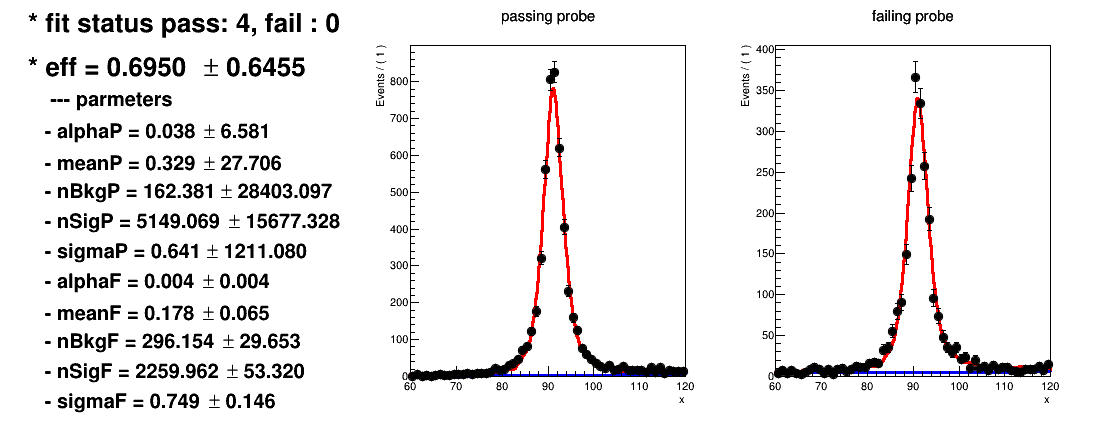 * fit status pass: 4, fail : 0
* eff = 0.6950 ± 0.6455
--- parmeters
- alphaP = 0.038 ± 6.581
- meanP = 0.329 ± 27.706
- nBkgP = 162.381 ± 28403.097
- nSigP = 5149.069 ± 15677.328
- sigmaP = 0.641 ± 1211.080
- alphaF = 0.004 ± 0.004
- meanF = 0.178 ± 0.065
- nBkgF = 296.154 ± 29.653
- nSigF = 2259.962 ± 53.320
- sigmaF = 0.749 ± 0.146
passing probe
Events / ( 1 )
800
700
600
500
400
300
200
100
0
60 70 80 90 100 110 120
x
failing probe
Events / ( 1 )
400
350
300
250
200
150
100
50
0
60 70 80 90 100 110 120
x